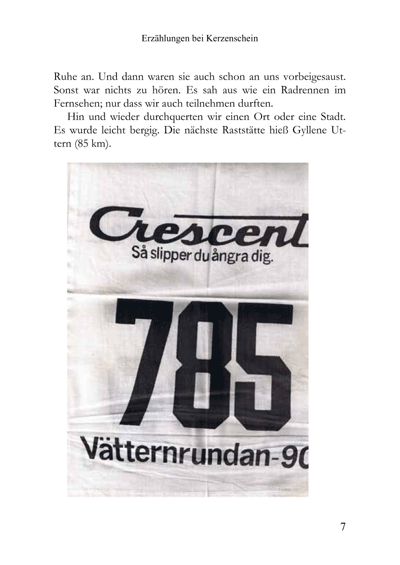 Erzählungen bei Kerzenschein
Ruhe an. Und dann waren sie auch schon an uns vorbeigesaust.
Sonst war nichts zu hören. Es sah aus wie ein Radrennen im
Fernsehen; nur dass wir auch teilnehmen durften.
Hin und wieder durchquerten wir einen Ort oder eine Stadt.
Es wurde leicht bergig. Die nächste Raststätte hieß Gyllene Ut-
tern (85 km).
Crescent
Så slipper du ångra dig.
785
Vätternrundan-90
7